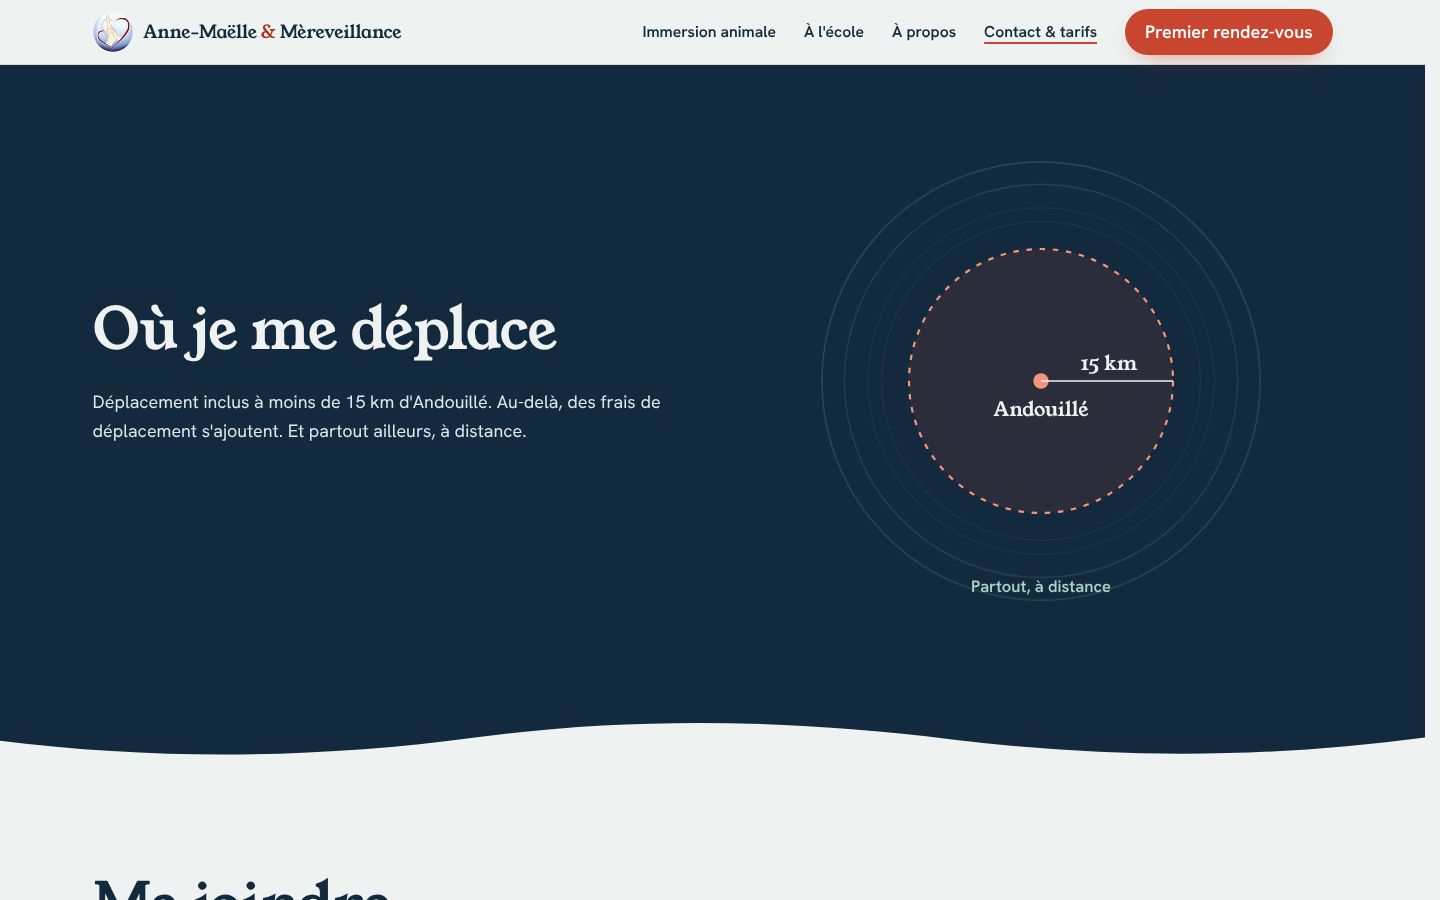 Anne-Maëlle & Mèreveillance
Immersion animale
À l'école
À propos
Contact & tarifs
Premier rendez-vous
Où je me déplace
Déplacement inclus à moins de 15 km d'Andouillé. Au-delà, des frais de
déplacement s'ajoutent. Et partout ailleurs, à distance.
15 km
Andouillé
Partout, à distance
Me joindre